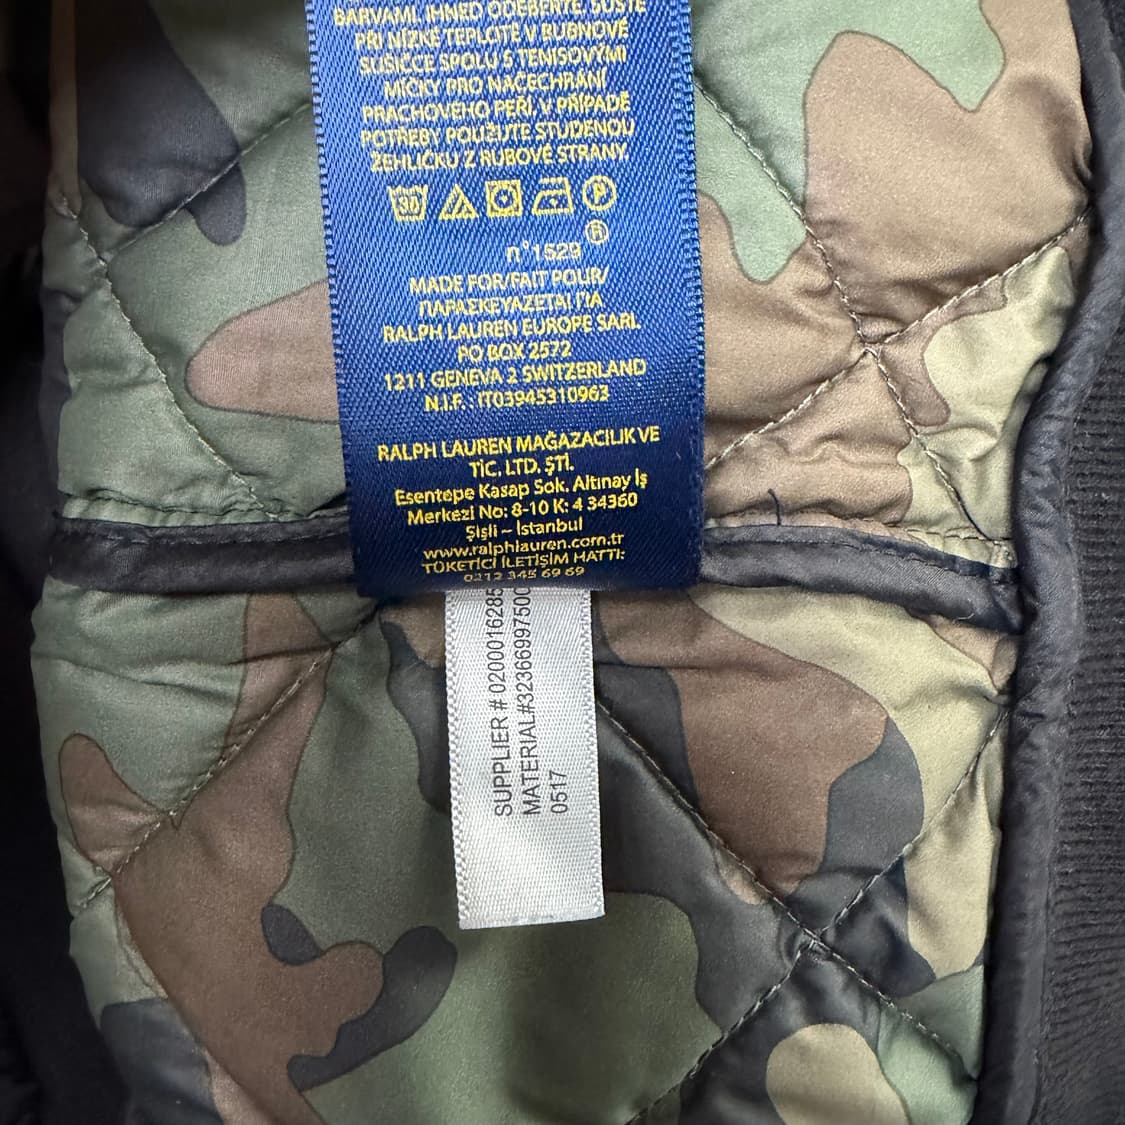 BARVAMI. IHNED ODEBERTE. SUŠTE
PŘI NÍZKÉ TEPLOTĚ V BUBNOVÉ
SUŠIČCE SPOLU S TENISOVÝMI
MÍČKY PRO NAČECHRÁNÍ
PRACHOVÉHO PEŘÍ. V PŘÍPADĚ
POTŘEBY POUŽIJTE STUDENOU
ŽEHLIČKU Z RUBOVÉ STRANY.
30 P
®
n°1529
MADE FOR/FAIT POUR/
ΠΑΡΑΣΚΕΥΑΖΕΤΑΙ ΓΙΑ
RALPH LAUREN EUROPE SARL
PO BOX 2572
1211 GENEVA 2 SWITZERLAND
N.I.F.: IT03945310963
RALPH LAUREN MAĞAZACILIK VE
TİC. LTD. ŞTİ.
Esentepe Kasap Sok. Altınay İş
Merkezi No: 8-10 K: 4 34360
Şişli – İstanbul
www.ralphlauren.com.tr
TÜKETİCİ İLETİŞİM HATTI:
0212 345 69 69
SUPPLIER # 0200016285
MATERIAL#32366997500
0517